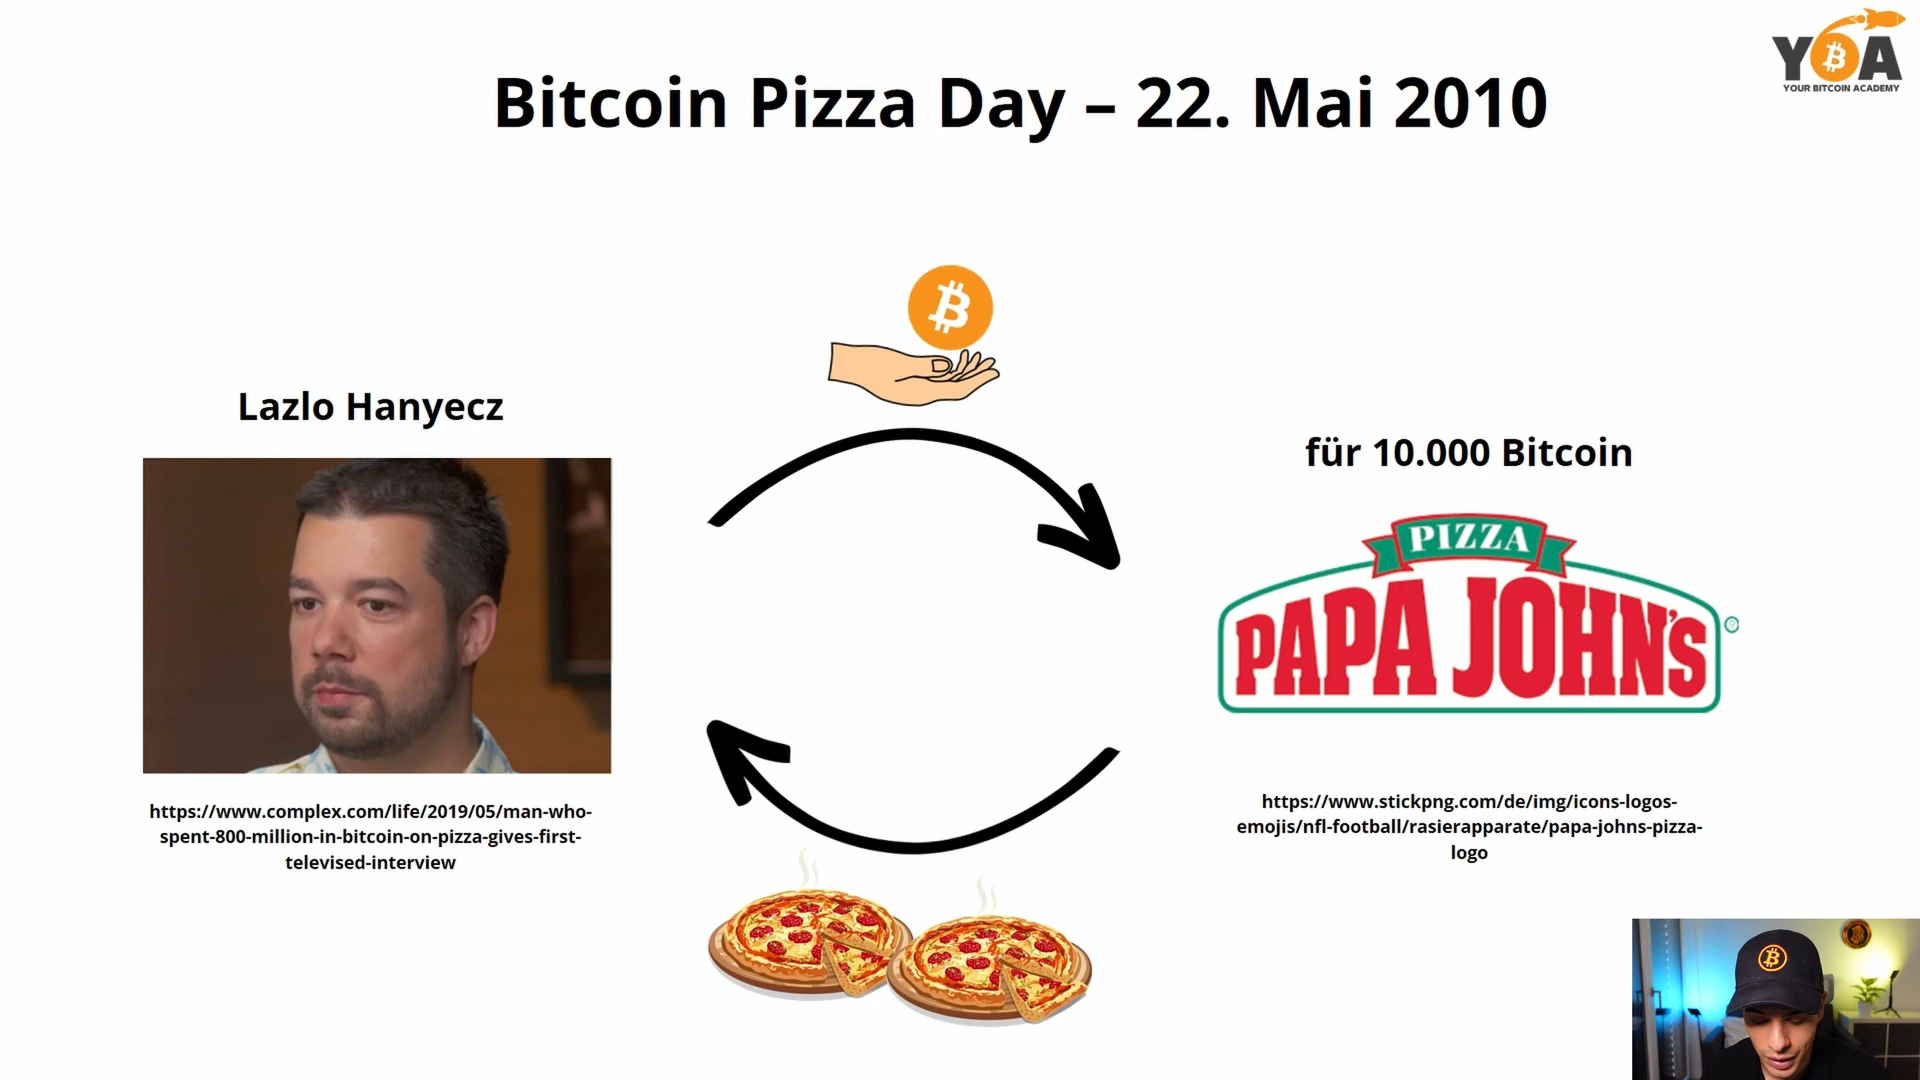 YBA
YOUR BITCOIN ACADEMY
Bitcoin Pizza Day – 22. Mai 2010
Lazlo Hanyecz
https://www.complex.com/life/2019/05/man-who-
spent-800-million-in-bitcoin-on-pizza-gives-first-
televised-interview
für 10.000 Bitcoin
PIZZA
PAPA JOHN'S
https://www.stickpng.com/de/img/icons-logos-
emojis/nfl-football/rasierapparate/papa-johns-pizza-
logo